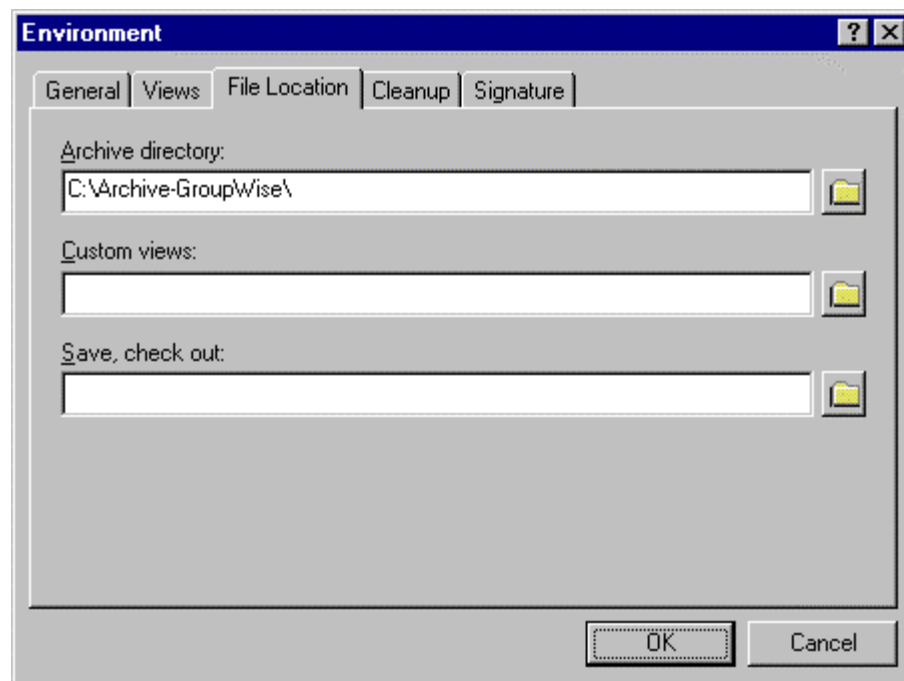 Environment
General Views File Location Cleanup Signature
Archive directory:
C:\Archive-GroupWise\
Custom views:
Save, check out:
OK Cancel